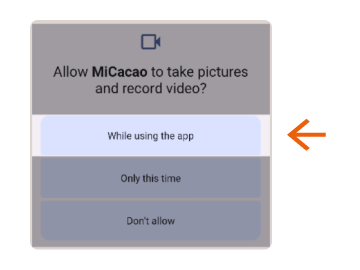 Allow MiCacao to take pictures
and record video?
While using the app
Only this time
Don't allow